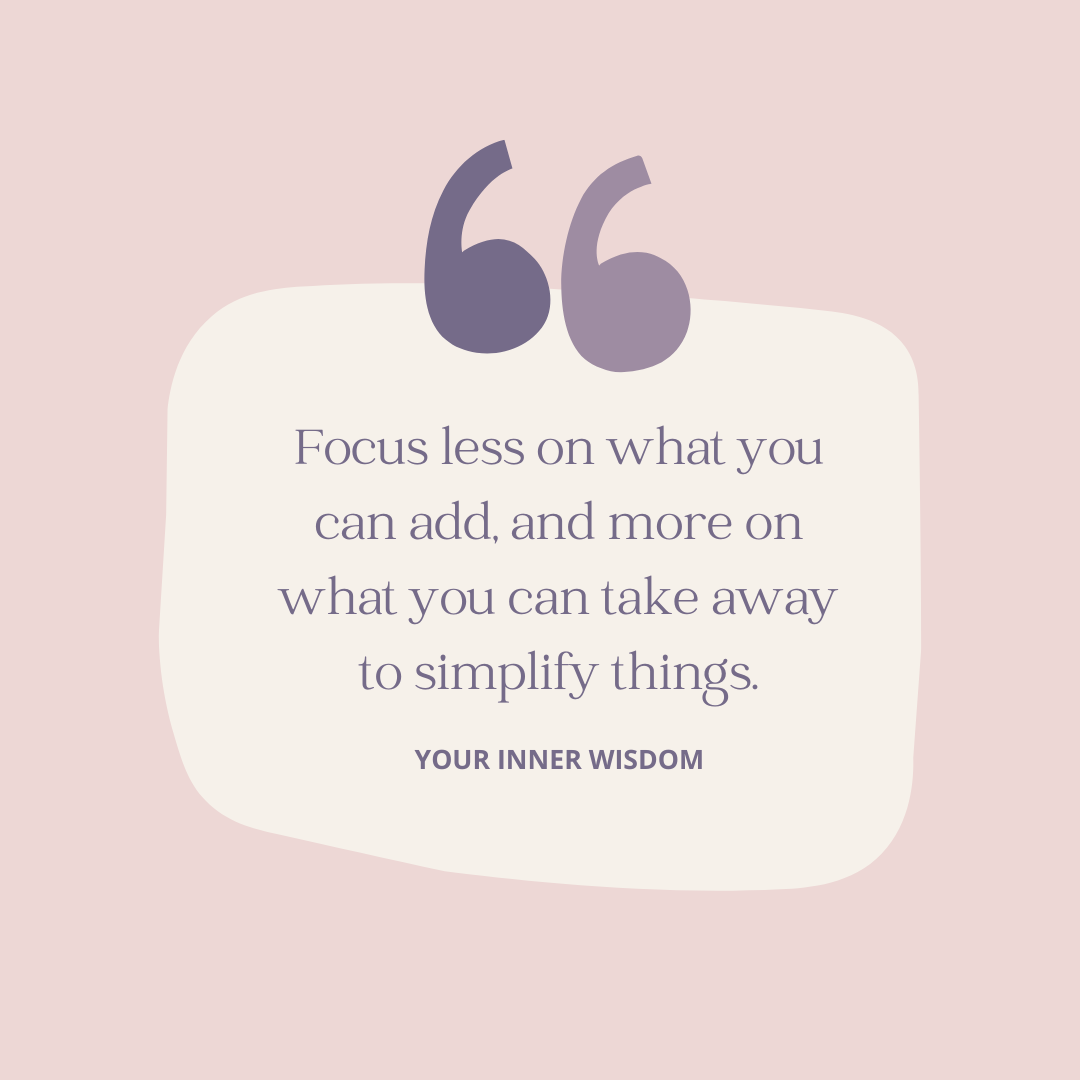 Focus less on what you
can add, and more on
what you can take away
to simplify things.
YOUR INNER WISDOM